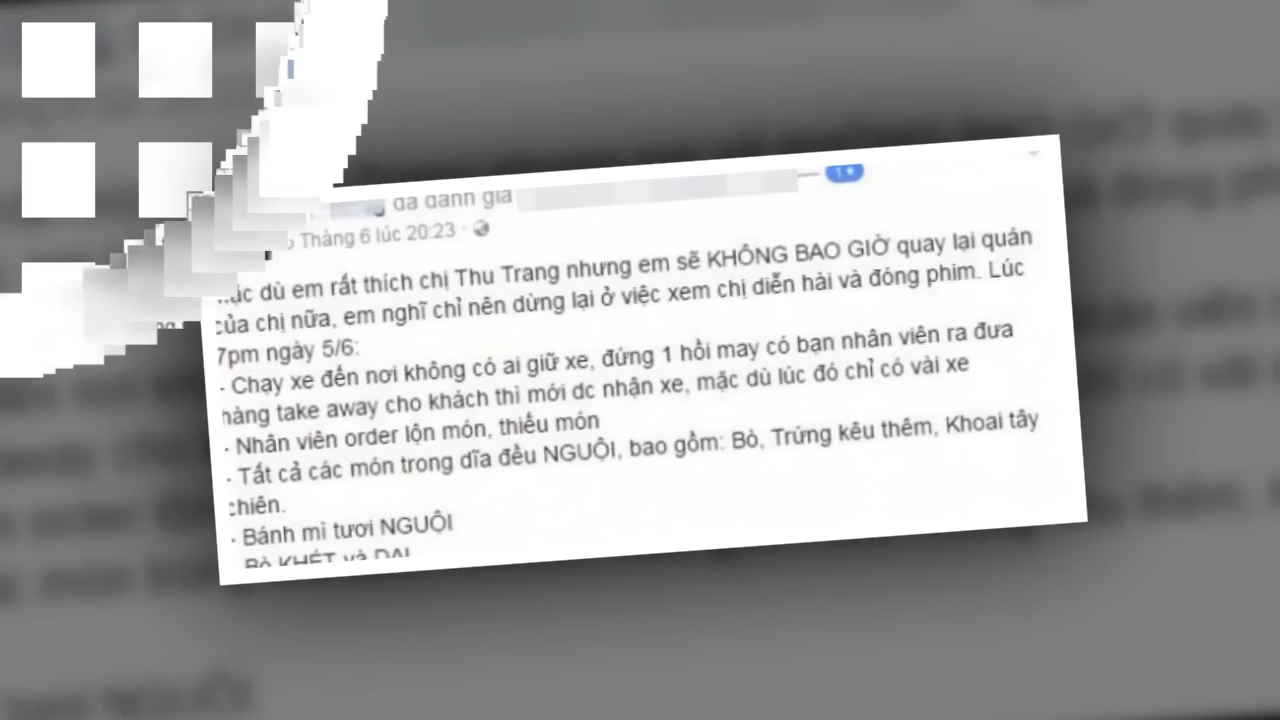 đã đánh giá 1 ★
Tháng 6 lúc 20:23 ·
dù em rất thích chị Thu Trang nhưng em sẽ KHÔNG BAO GIỜ quay lại quán
của chị nữa, em nghĩ chỉ nên dừng lại ở việc xem chị diễn hài và đóng phim. Lúc
7pm ngày 5/6:
- Chạy xe đến nơi không có ai giữ xe, đứng 1 hồi may có bạn nhân viên ra đưa
hàng take away cho khách thì mới dc nhận xe, mặc dù lúc đó chỉ có vài xe
- Nhân viên order lộn món, thiếu món
- Tất cả các món trong dĩa đều NGUỘI, bao gồm: Bò, Trứng kêu thêm, Khoai tây
chiên.
- Bánh mì tươi NGUỘI
Bò KHÉT và DAI